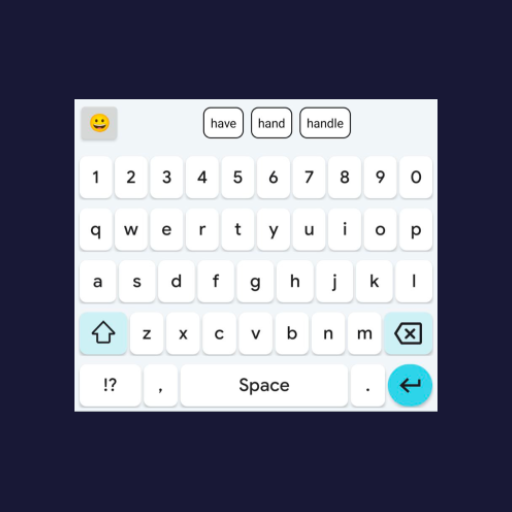 have hand handle
1 2 3 4 5 6 7 8 9 0
q w e r t y u i o p
a s d f g h j k l
z x c v b n m
!? , Space .